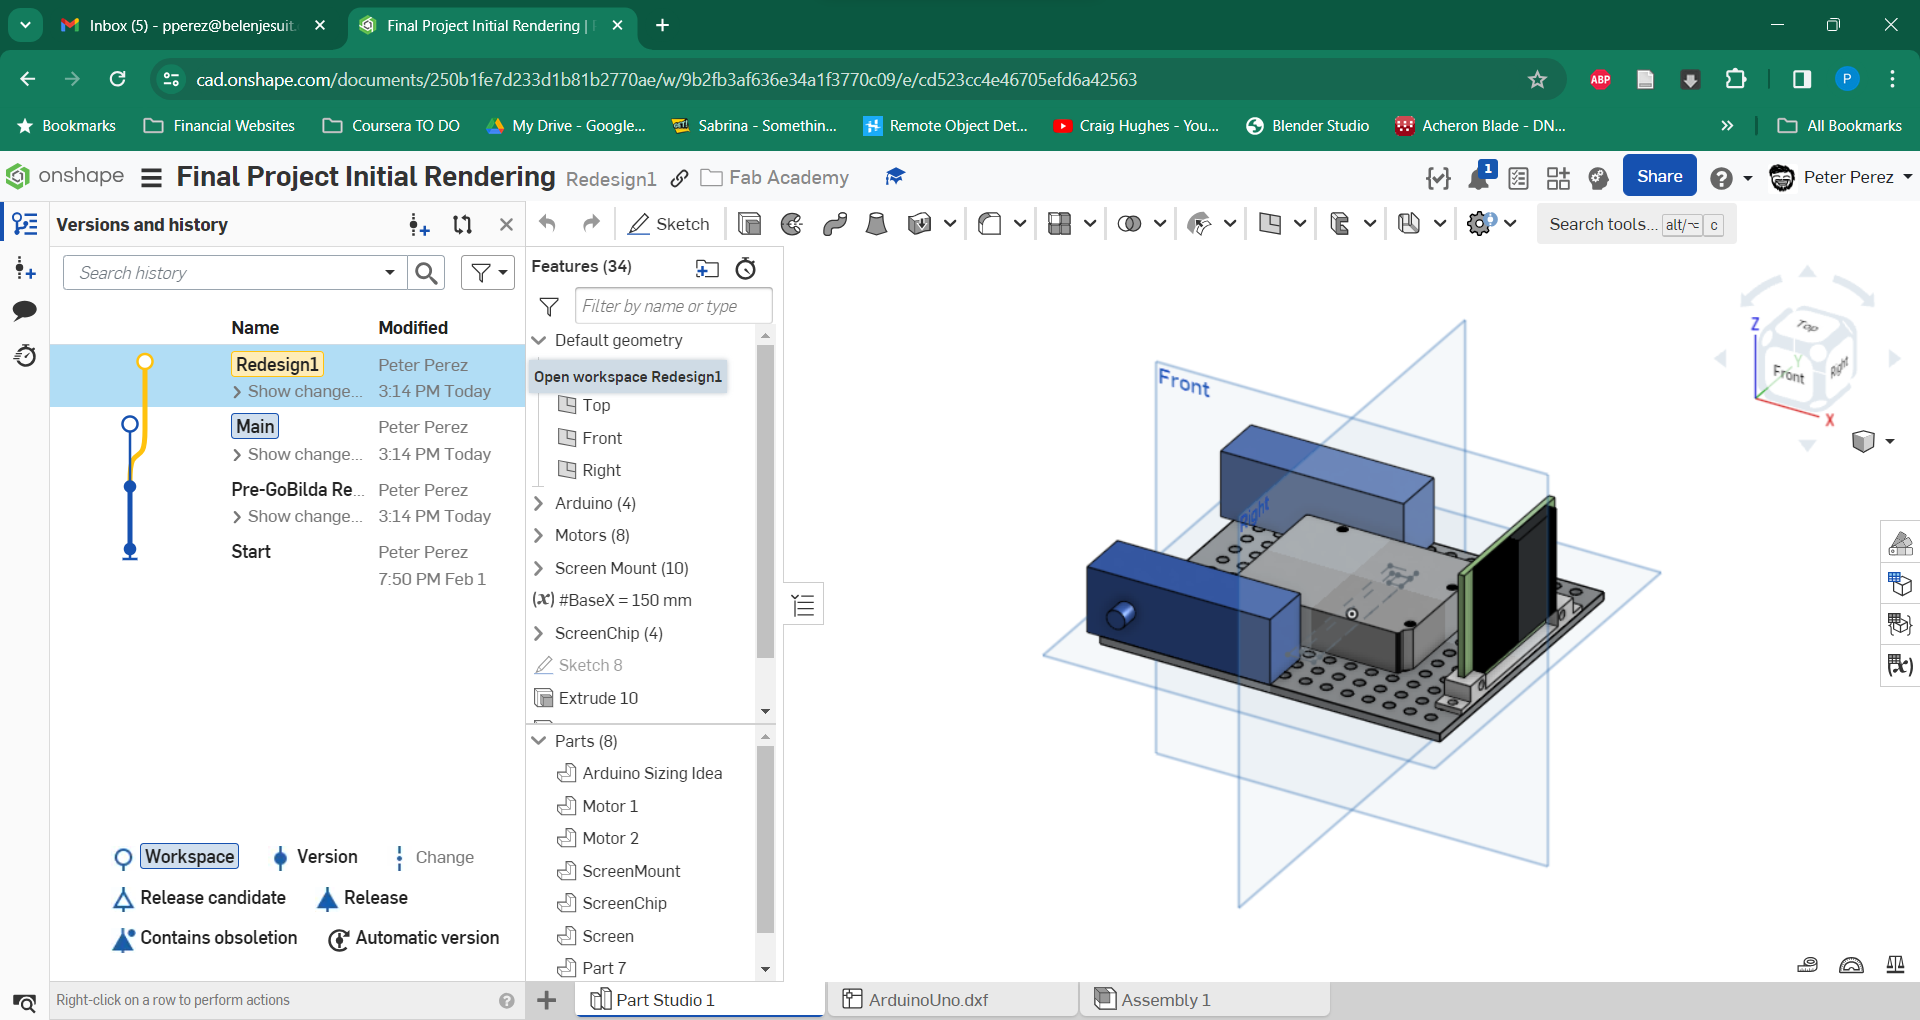 Inbox (5) - pperez@belenjesuit.
Final Project Initial Rendering |
cad.onshape.com/documents/250b1fe7d233d1b81b2770ae/w/9b2fb3af636e34a1f3770c09/e/cd523cc4e46705efd6a42563
ABP
P
Bookmarks
Financial Websites
Coursera TO DO
My Drive - Google...
Sabrina - Somethin...
Remote Object Det...
Craig Hughes - You...
Blender Studio
Acheron Blade - DN...
All Bookmarks
onshape
Final Project Initial Rendering
Redesign1
Fab Academy
1
Share
Peter Perez
Versions and history
Sketch
Search tools... alt/⌥ c
Search history
Name Modified
Redesign1 Peter Perez
Show change... 3:14 PM Today
Main Peter Perez
Show change... 3:14 PM Today
Pre-GoBilda Re... Peter Perez
Show change... 3:14 PM Today
Start Peter Perez
7:50 PM Feb 1
Workspace Version Change
Release candidate Release
Contains obsoletion Automatic version
Right-click on a row to perform actions
Features (34)
Filter by name or type
Default geometry
Open workspace Redesign1
Top
Front
Right
Arduino (4)
Motors (8)
Screen Mount (10)
(x) #BaseX = 150 mm
ScreenChip (4)
Sketch 8
Extrude 10
Parts (8)
Arduino Sizing Idea
Motor 1
Motor 2
ScreenMount
ScreenChip
Screen
Part 7
Front
Right
Z
Top
Y
Front
Right
X
(x)
Part Studio 1
ArduinoUno.dxf
Assembly 1